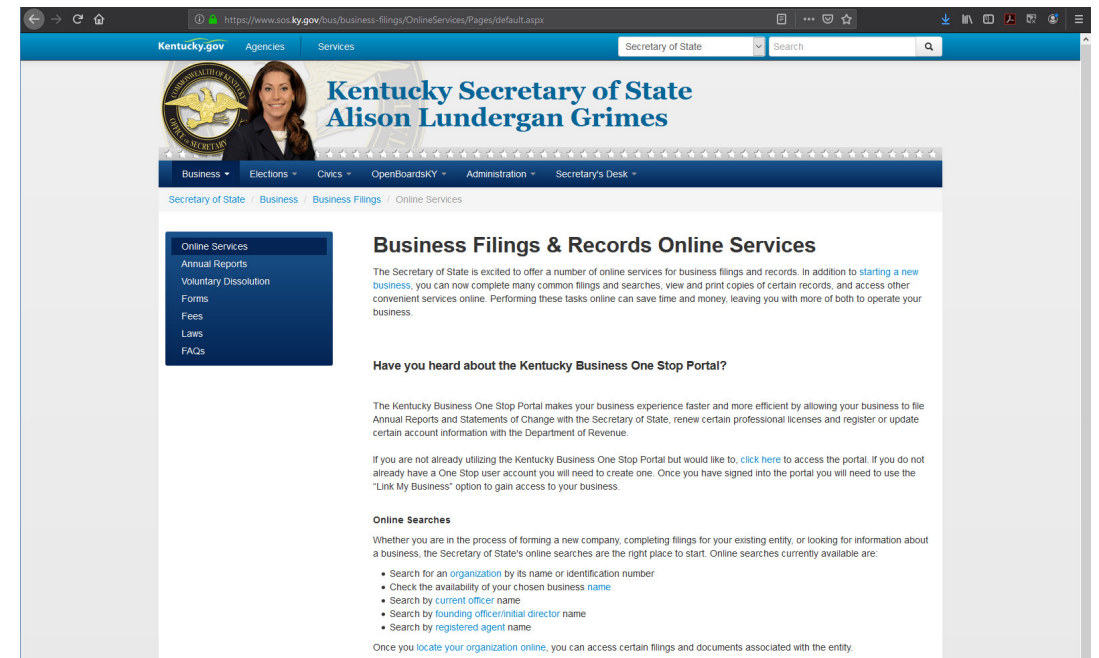 https://www.sos.ky.gov/bus/business-filings/OnlineServices/Pages/default.aspx
Kentucky.gov Agencies Services Secretary of State Search
Kentucky Secretary of State
Alison Lundergan Grimes
Business Elections Civics OpenBoardsKY Administration Secretary's Desk
Secretary of State / Business / Business Filings / Online Services
Online Services
Annual Reports
Voluntary Dissolution
Forms
Fees
Laws
FAQs
Business Filings & Records Online Services
The Secretary of State is excited to offer a number of online services for business filings and records. In addition to starting a new
business, you can now complete many common filings and searches, view and print copies of certain records, and access other
convenient services online. Performing these tasks online can save time and money, leaving you with more of both to operate your
business.
Have you heard about the Kentucky Business One Stop Portal?
The Kentucky Business One Stop Portal makes your business experience faster and more efficient by allowing your business to file
Annual Reports and Statements of Change with the Secretary of State, renew certain professional licenses and register or update
certain account information with the Department of Revenue.
If you are not already utilizing the Kentucky Business One Stop Portal but would like to, click here to access the portal. If you do not
already have a One Stop user account you will need to create one. Once you have signed into the portal you will need to use the
"Link My Business" option to gain access to your business.
Online Searches
Whether you are in the process of forming a new company, completing filings for your existing entity, or looking for information about
a business, the Secretary of State's online searches are the right place to start. Online searches currently available are:
• Search for an organization by its name or identification number
• Check the availability of your chosen business name
• Search by current officer name
• Search by founding officer/initial director name
• Search by registered agent name
Once you locate your organization online, you can access certain filings and documents associated with the entity.